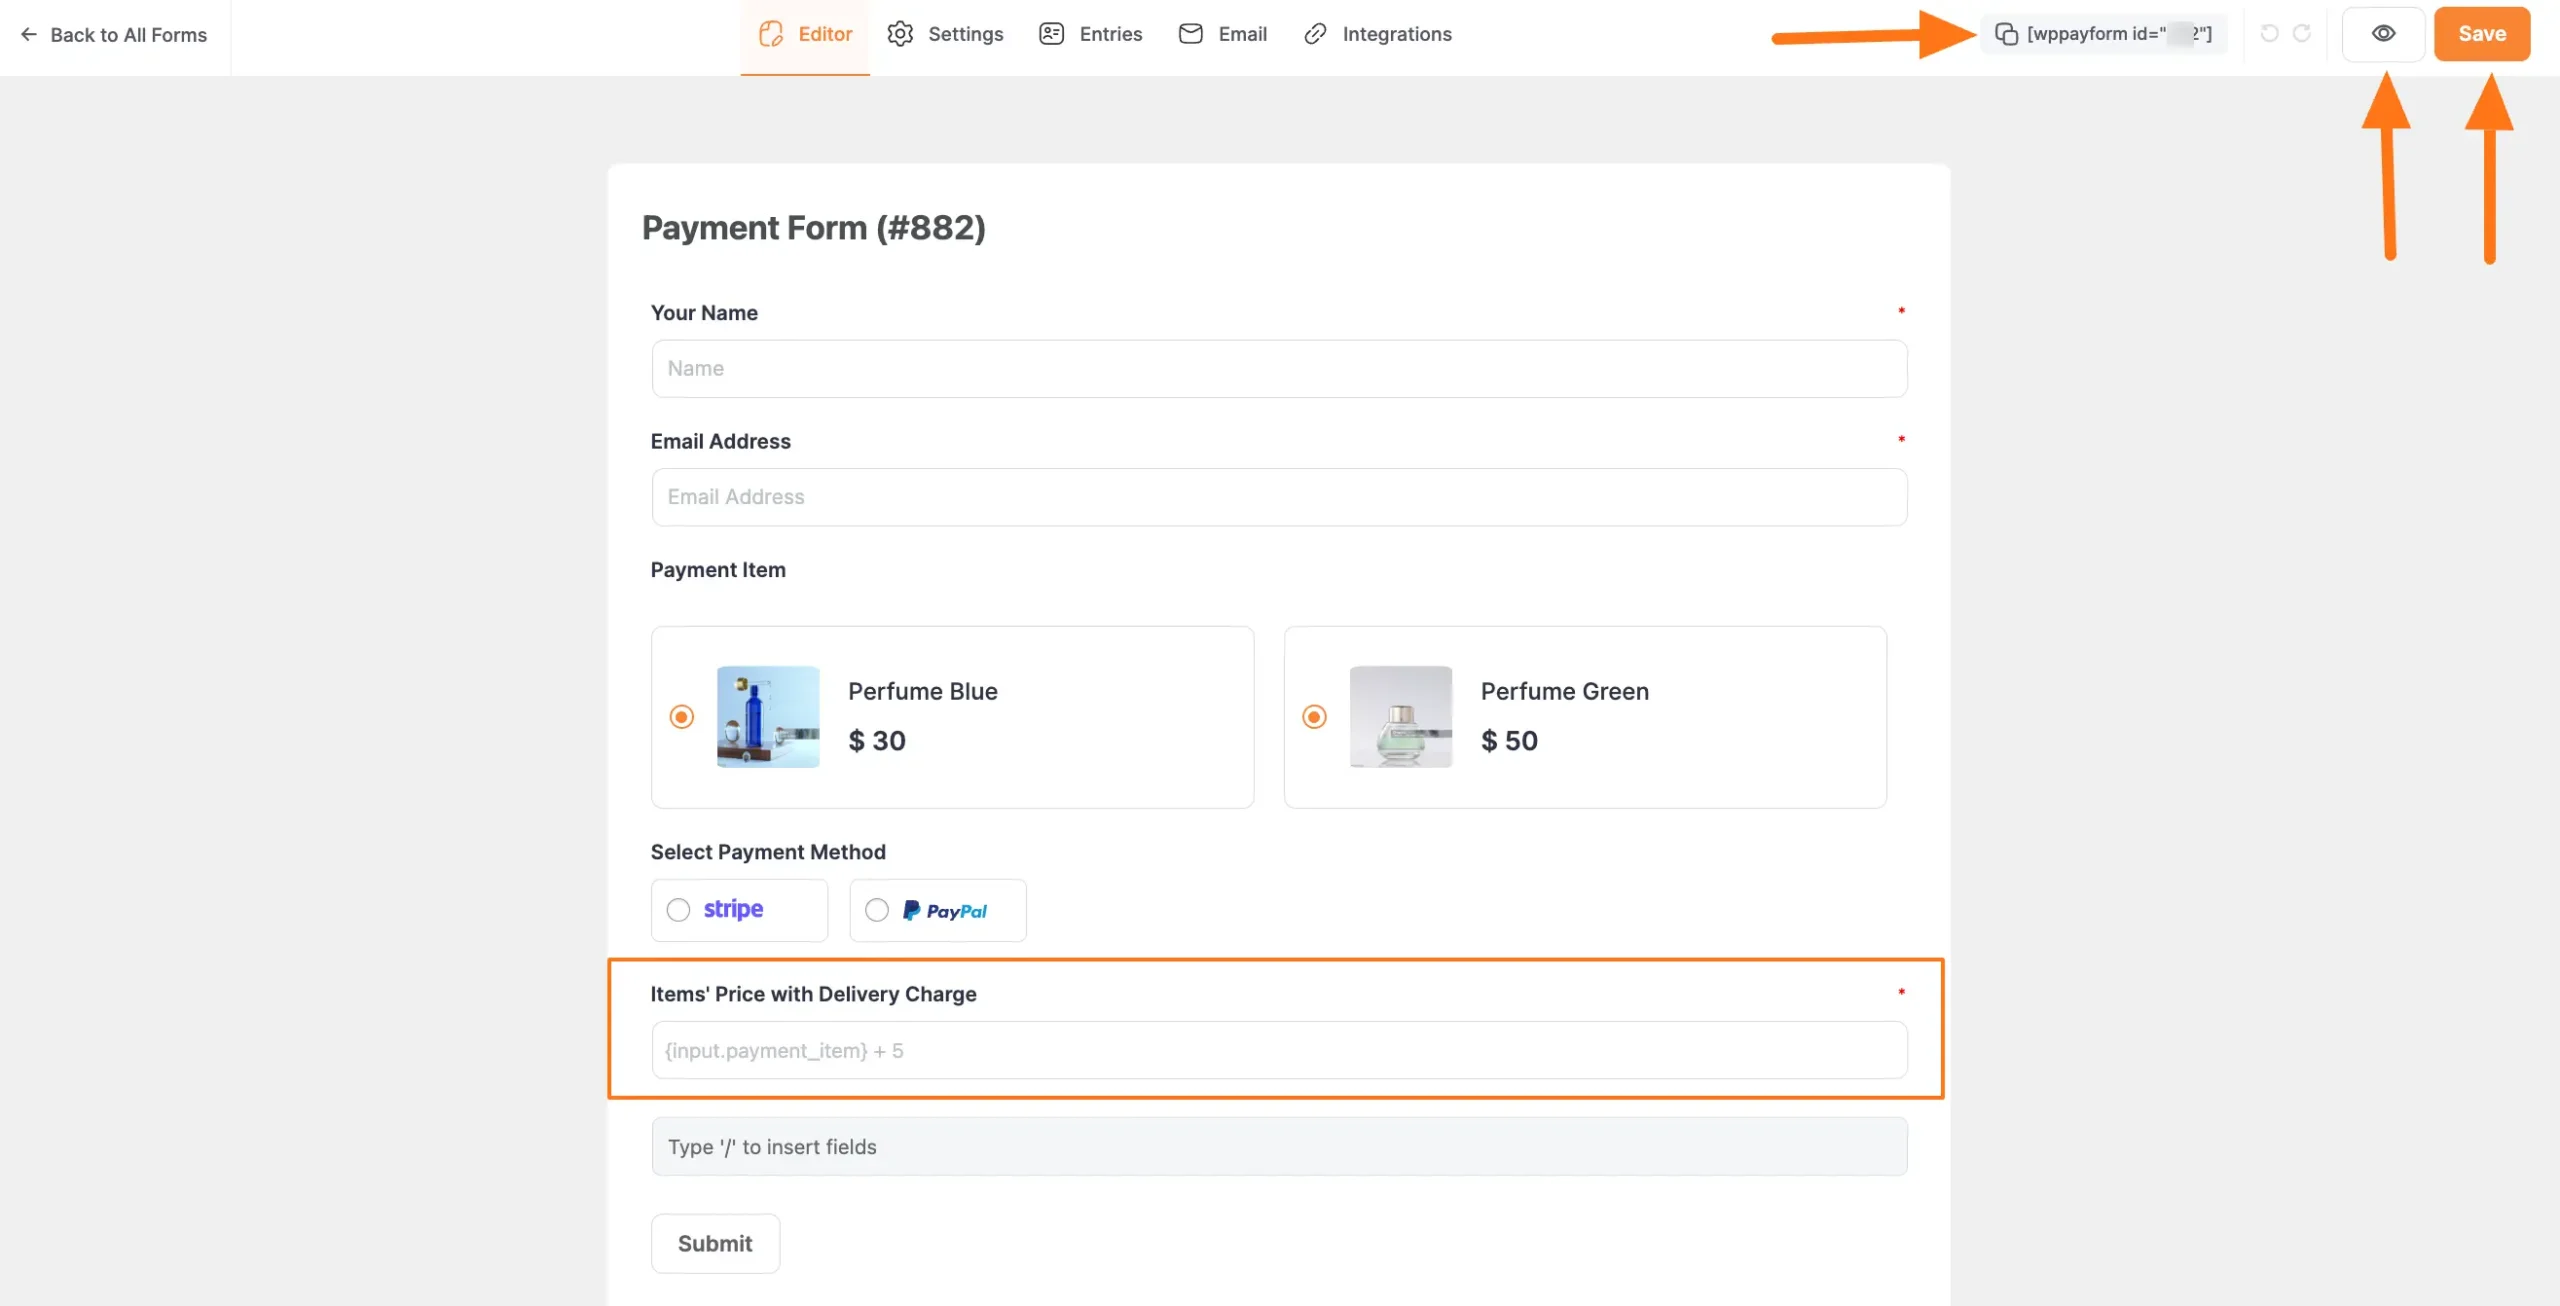 Back to All Forms
Editor
Settings
Entries
Email
Integrations
[wppayform id="2"]
Save
Payment Form (#882)
Your Name *
Name
Email Address *
Email Address
Payment Item
Perfume Blue
$ 30
Perfume Green
$ 50
Select Payment Method
stripe
PayPal
Items' Price with Delivery Charge *
{input.payment_item} + 5
Type '/' to insert fields
Submit